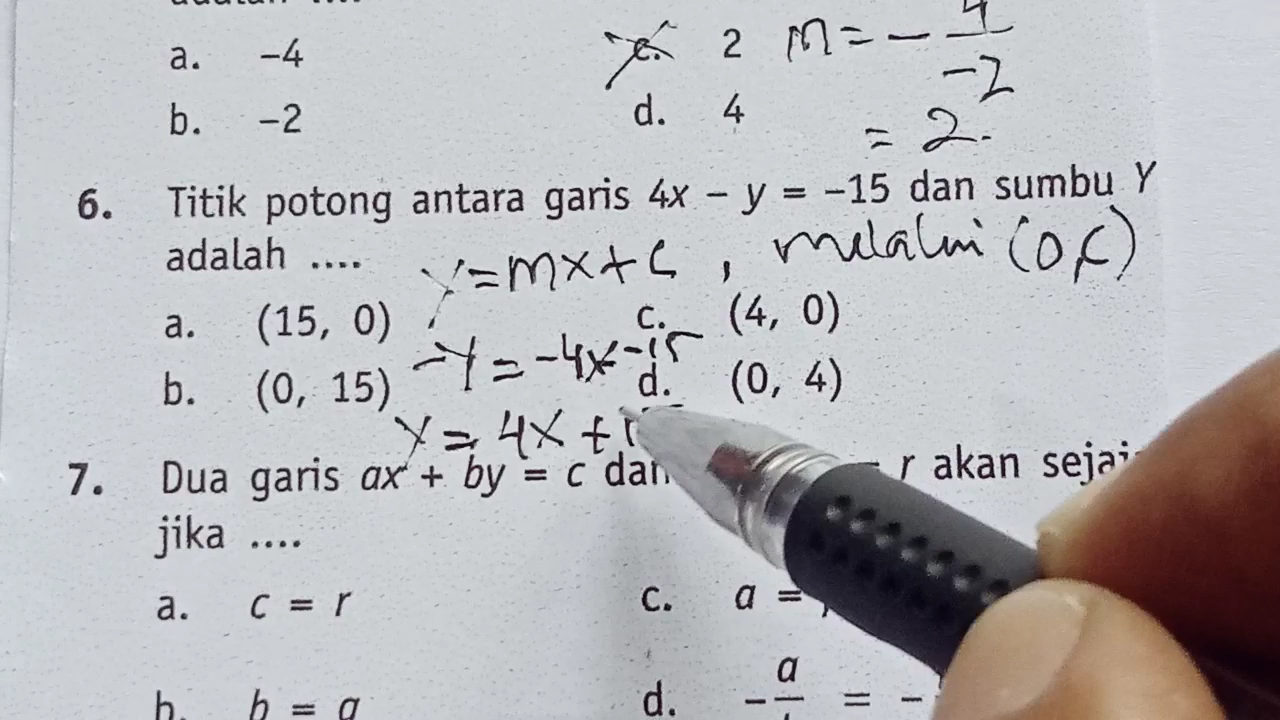 a. −4
c. 2 m = − 4
−2
b. −2
d. 4
= 2.
6. Titik potong antara garis 4x − y = −15 dan sumbu Y
adalah .... y = mx + c , melalui (0,c)
a. (15, 0)
c. (4, 0)
−y = −4x −15
b. (0, 15)
d. (0, 4)
y = 4x +
7. Dua garis ax + by = c dan r akan
jika ....
a. c = r
c. a =
b. b = q
d. − a = −